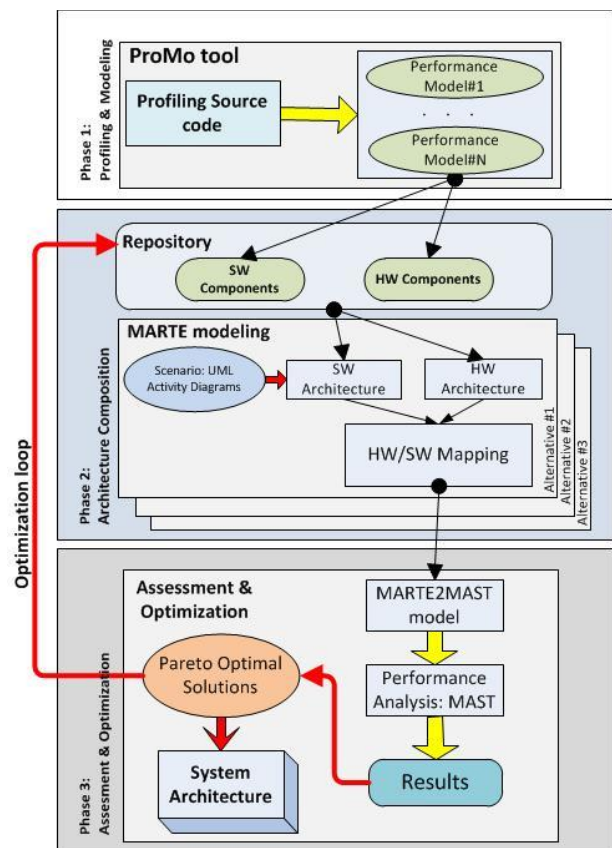 ProMo tool
Performance
Model#1
Profiling Source
code
. . .
Performance
Model#N
Phase 1:
Profiling & Modeling
Repository
SW
Components
HW Components
MARTE modeling
Scenario: UML
Activity Diagrams
SW
Architecture
HW
Architecture
HW/SW Mapping
Alternative #1
Alternative #2
Alternative #3
Phase 2:
Architecture Composition
Optimization loop
Assessment &
Optimization
MARTE2MAST
model
Pareto Optimal
Solutions
Performance
Analysis: MAST
System
Architecture
Results
Phase 3:
Assesment & Optimization